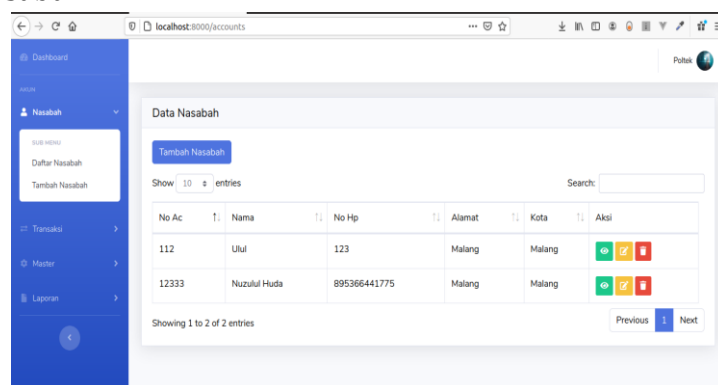 localhost:8000/accounts
Dashboard
Poltek
AKUN
Nasabah
SUB MENU
Daftar Nasabah
Tambah Nasabah
Transaksi
Master
Laporan
Data Nasabah
Tambah Nasabah
Show 10 entries
Search:
No Ac Nama No Hp Alamat Kota Aksi
112 Ulul 123 Malang Malang
12333 Nuzulul Huda 895366441775 Malang Malang
Showing 1 to 2 of 2 entries
Previous 1 Next